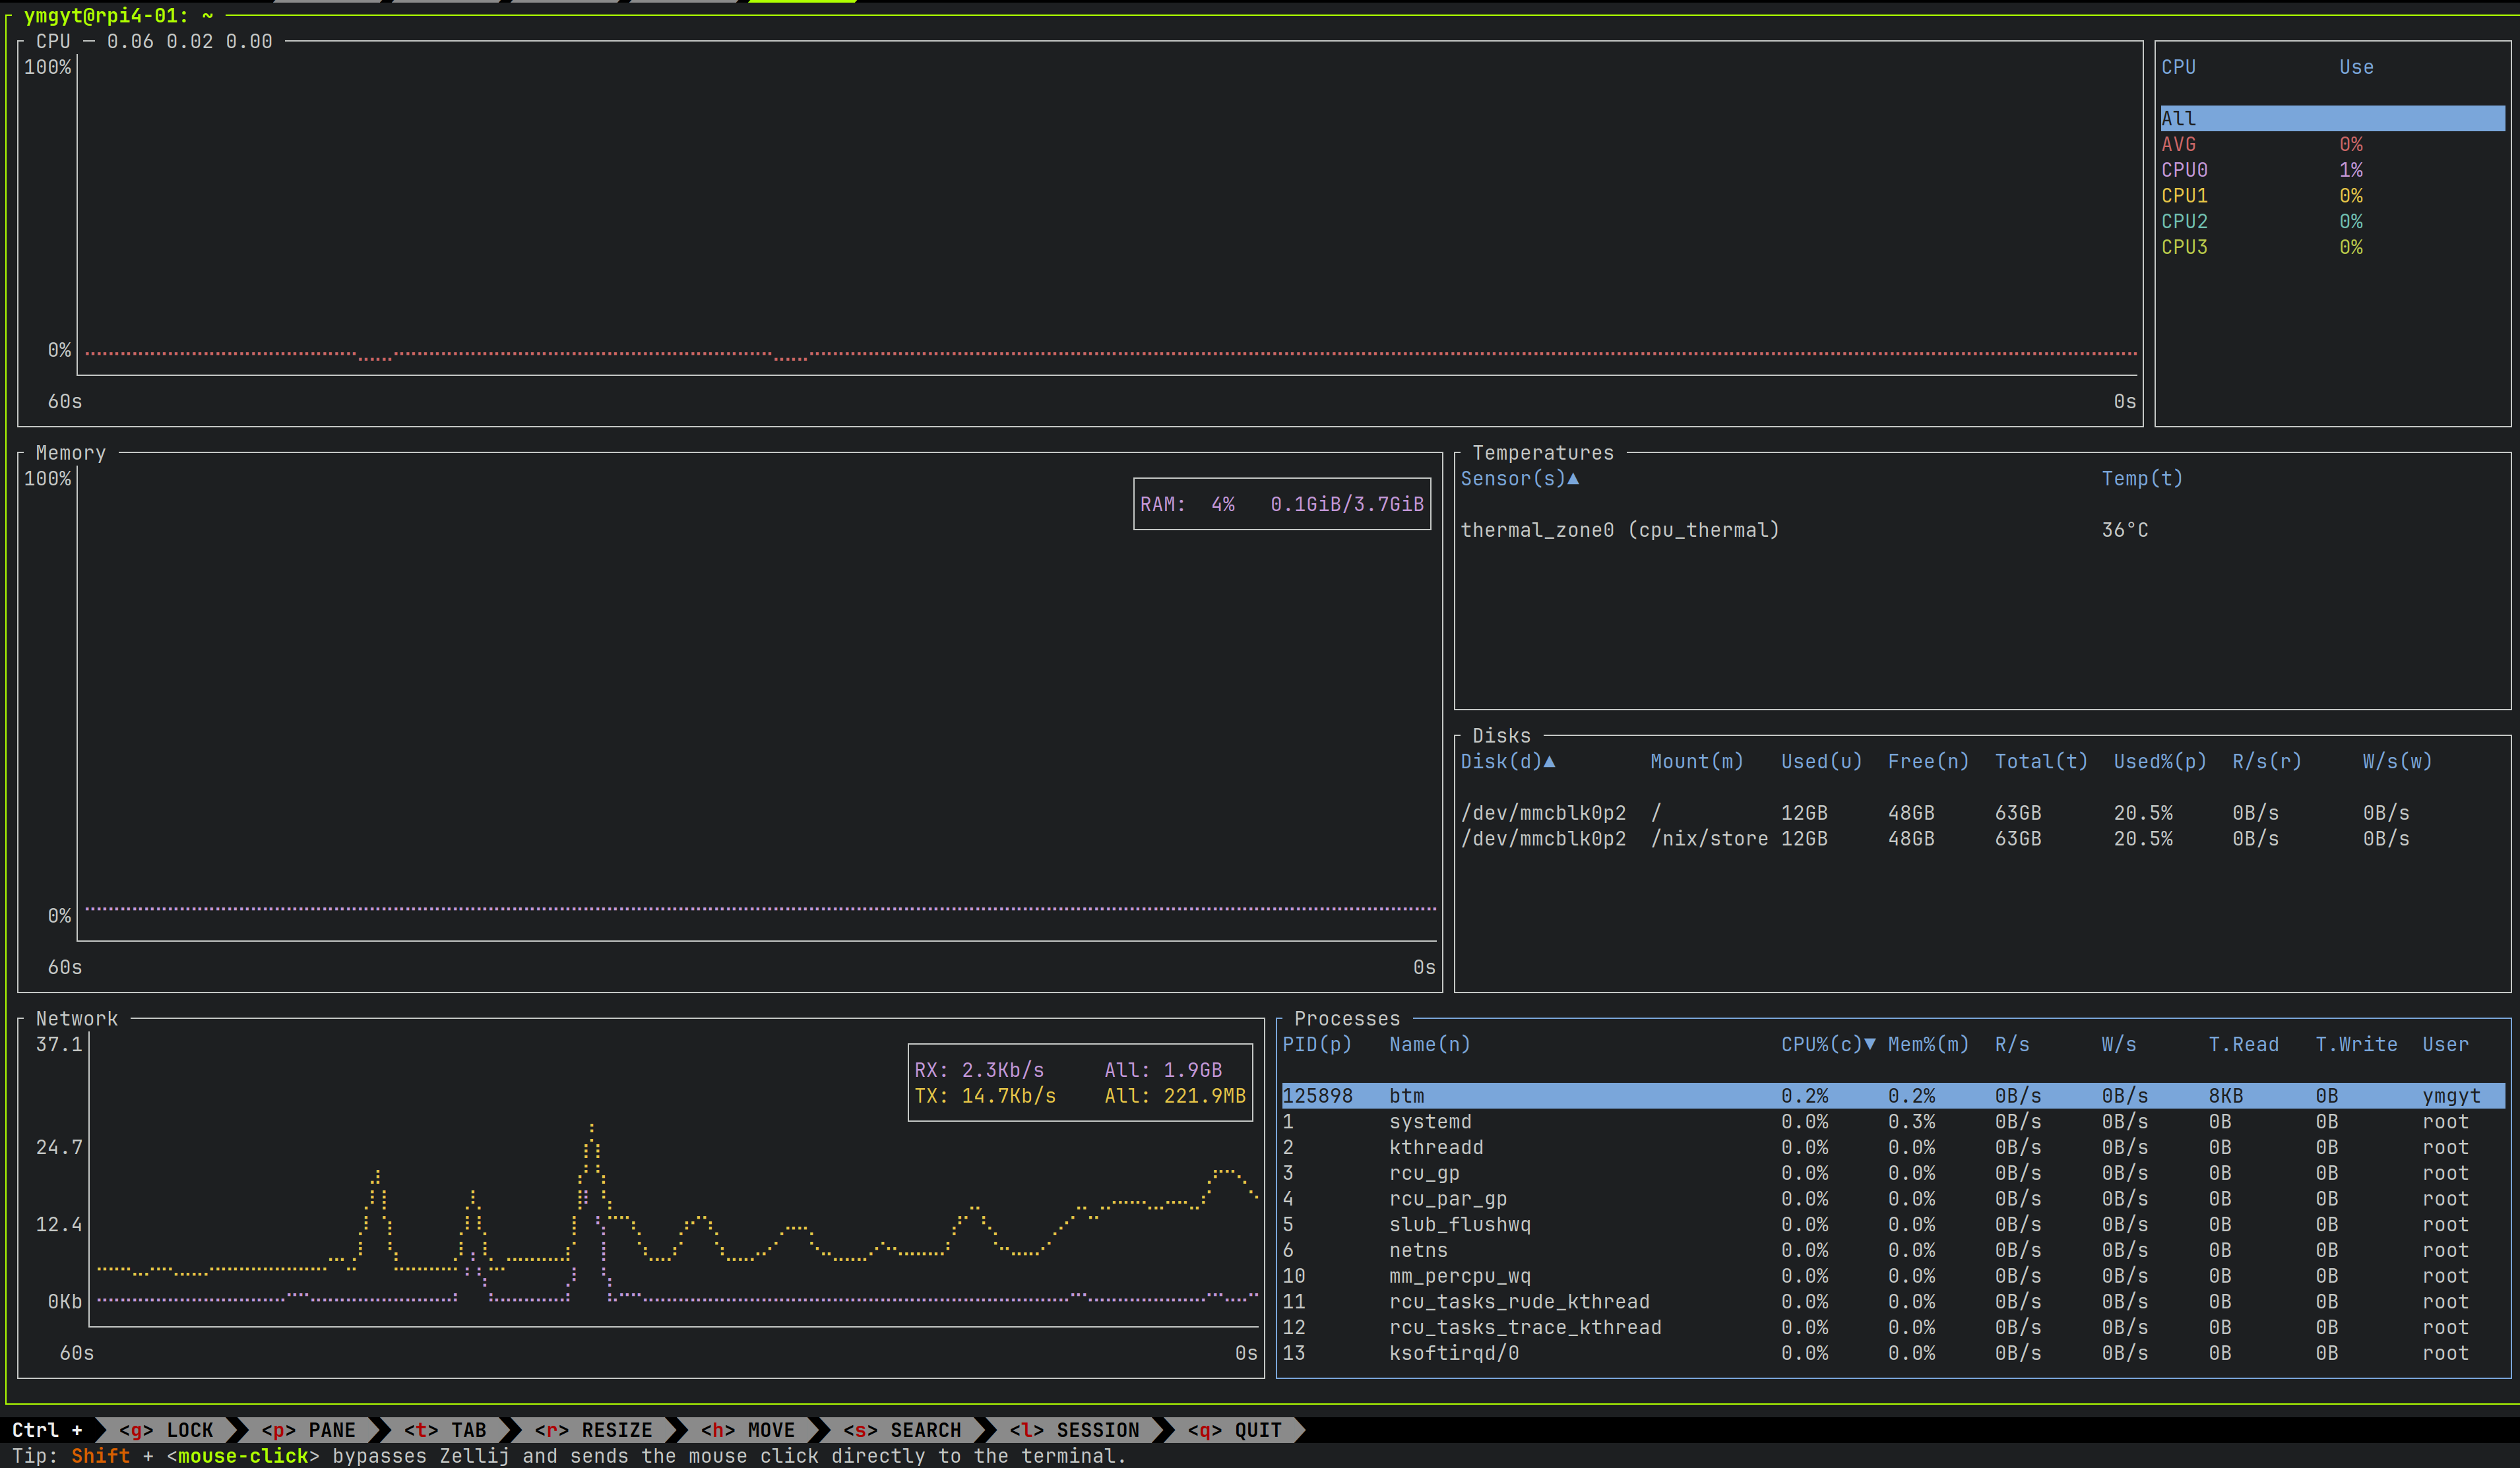 ymgyt@rpi4-01: ~
CPU — 0.06 0.02 0.00
100%
0%
60s 0s
CPU Use
All
AVG 0%
CPU0 1%
CPU1 0%
CPU2 0%
CPU3 0%
Memory
100%
RAM: 4% 0.1GiB/3.7GiB
0%
60s 0s
Temperatures
Sensor(s)▲ Temp(t)
thermal_zone0 (cpu_thermal) 36°C
Disks
Disk(d)▲ Mount(m) Used(u) Free(n) Total(t) Used%(p) R/s(r) W/s(w)
/dev/mmcblk0p2 / 12GB 48GB 63GB 20.5% 0B/s 0B/s
/dev/mmcblk0p2 /nix/store 12GB 48GB 63GB 20.5% 0B/s 0B/s
Network
37.1
RX: 2.3Kb/s All: 1.9GB
TX: 14.7Kb/s All: 221.9MB
24.7
12.4
0Kb
60s 0s
Processes
PID(p) Name(n) CPU%(c)▼ Mem%(m) R/s W/s T.Read T.Write User
125898 btm 0.2% 0.2% 0B/s 0B/s 8KB 0B ymgyt
1 systemd 0.0% 0.3% 0B/s 0B/s 0B 0B root
2 kthreadd 0.0% 0.0% 0B/s 0B/s 0B 0B root
3 rcu_gp 0.0% 0.0% 0B/s 0B/s 0B 0B root
4 rcu_par_gp 0.0% 0.0% 0B/s 0B/s 0B 0B root
5 slub_flushwq 0.0% 0.0% 0B/s 0B/s 0B 0B root
6 netns 0.0% 0.0% 0B/s 0B/s 0B 0B root
10 mm_percpu_wq 0.0% 0.0% 0B/s 0B/s 0B 0B root
11 rcu_tasks_rude_kthread 0.0% 0.0% 0B/s 0B/s 0B 0B root
12 rcu_tasks_trace_kthread 0.0% 0.0% 0B/s 0B/s 0B 0B root
13 ksoftirqd/0 0.0% 0.0% 0B/s 0B/s 0B 0B root
Ctrl + <g> LOCK <p> PANE <t> TAB <r> RESIZE <h> MOVE <s> SEARCH <l> SESSION <q> QUIT
Tip: Shift + <mouse-click> bypasses Zellij and sends the mouse click directly to the terminal.